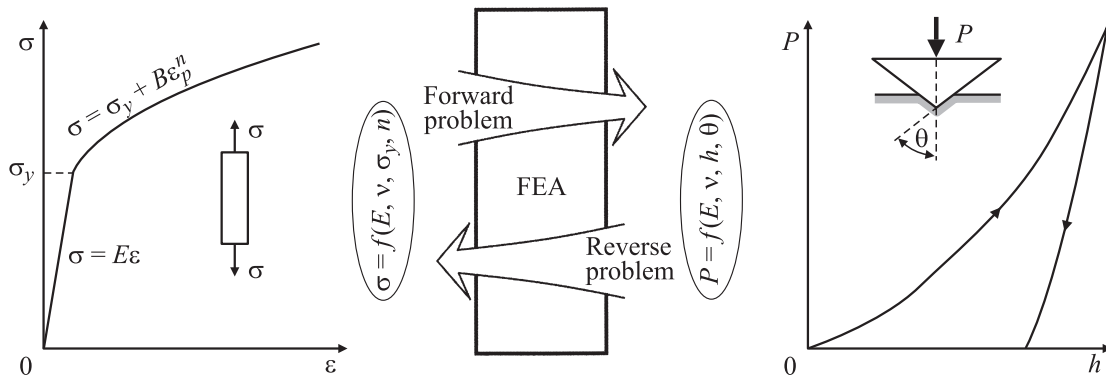 σ
σ = σ_y + Bε_p^n
σ_y
σ
σ
σ = Eε
0
ε
σ = f(E, ν, σ_y, n)
Forward
problem
FEA
Reverse
problem
P = f(E, ν, h, θ)
P
P
θ
0
h